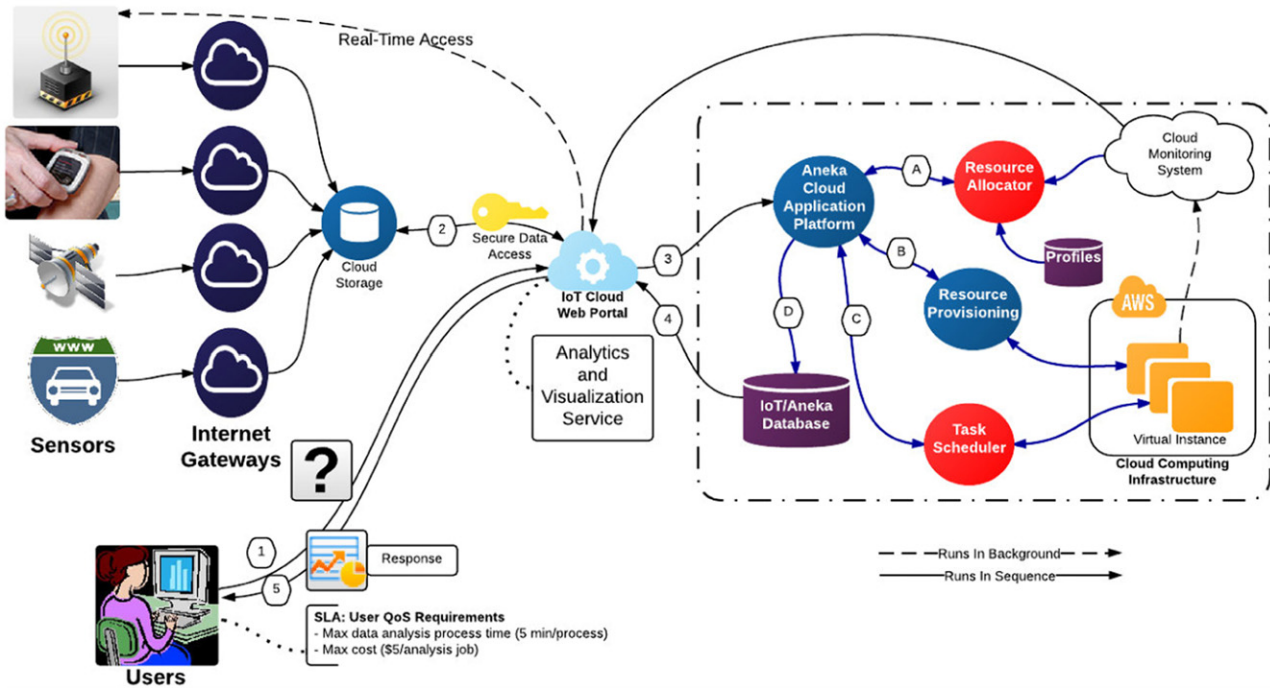 Real-Time Access
WWW
Sensors
Internet
Gateways
Cloud
Storage
2
Secure Data
Access
IoT Cloud
Web Portal
Analytics
and
Visualization
Service
3
4
Aneka
Cloud
Application
Platform
A
Resource
Allocator
Cloud
Monitoring
System
Profiles
B
Resource
Provisioning
C
D
AWS
IoT/Aneka
Database
Task
Scheduler
Virtual Instance
Cloud Computing
Infrastructure
?
1
5
Response
Users
SLA: User QoS Requirements
- Max data analysis process time (5 min/process)
- Max cost ($5/analysis job)
Runs In Background
Runs In Sequence